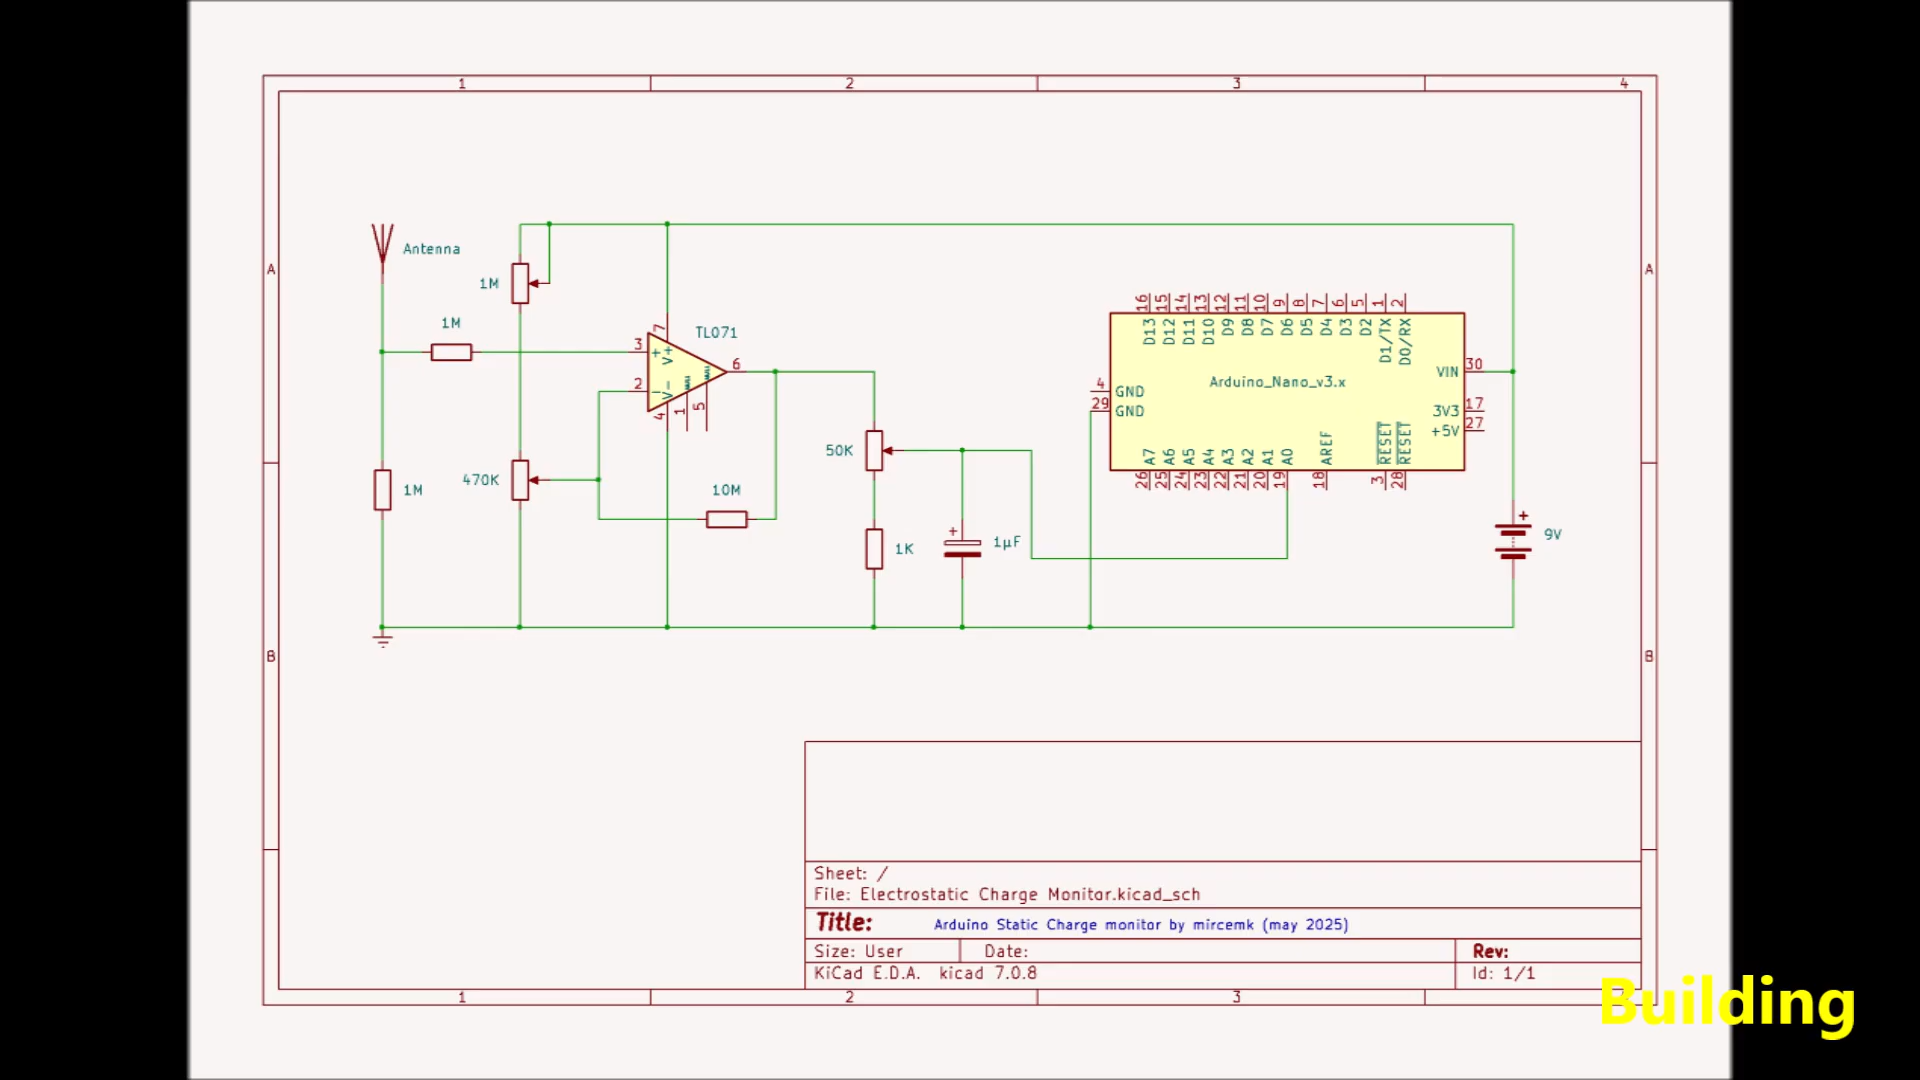 1 2 3 4
A A
Antenna
1M
1M
TL071
7
3
+
V+
6
2
-
V-
4
1
5
NULL
NULL
16 15 14 13 12 11 10 9 8 7 6 5 1 2
D13 D12 D11 D10 D9 D8 D7 D6 D5 D4 D3 D2 D1/TX D0/RX
4 GND
29 GND
Arduino_Nano_v3.x
VIN 30
3V3 17
+5V 27
A7 A6 A5 A4 A3 A2 A1 A0 AREF RESET RESET
26 25 24 23 22 21 20 19 18 3 28
50K
470K
1M
10M
1K
+
1µF
+
9V
B B
Sheet: /
File: Electrostatic Charge Monitor.kicad_sch
Title: Arduino Static Charge monitor by mircemk (may 2025)
Size: User Date: Rev:
KiCad E.D.A. kicad 7.0.8 Id: 1/1
1 2 3
Building